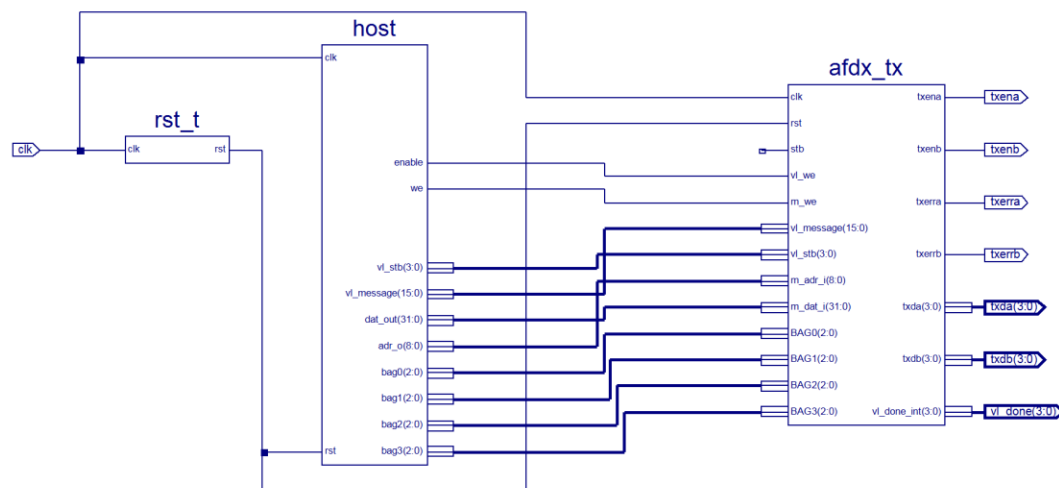 host
clk
enable
we
vl_stb(3:0)
vl_message(15:0)
dat_out(31:0)
adr_o(8:0)
bag0(2:0)
bag1(2:0)
bag2(2:0)
rst
bag3(2:0)
rst_t
clk
clk
rst
afdx_tx
clk
rst
stb
vl_we
m_we
vl_message(15:0)
vl_stb(3:0)
m_adr_i(8:0)
m_dat_i(31:0)
BAG0(2:0)
BAG1(2:0)
BAG2(2:0)
BAG3(2:0)
txena
txenb
txerra
txerrb
txda(3:0)
txdb(3:0)
vl_done_int(3:0)
txena
txenb
txerra
txerrb
txda(3:0)
txdb(3:0)
vl_done(3:0)